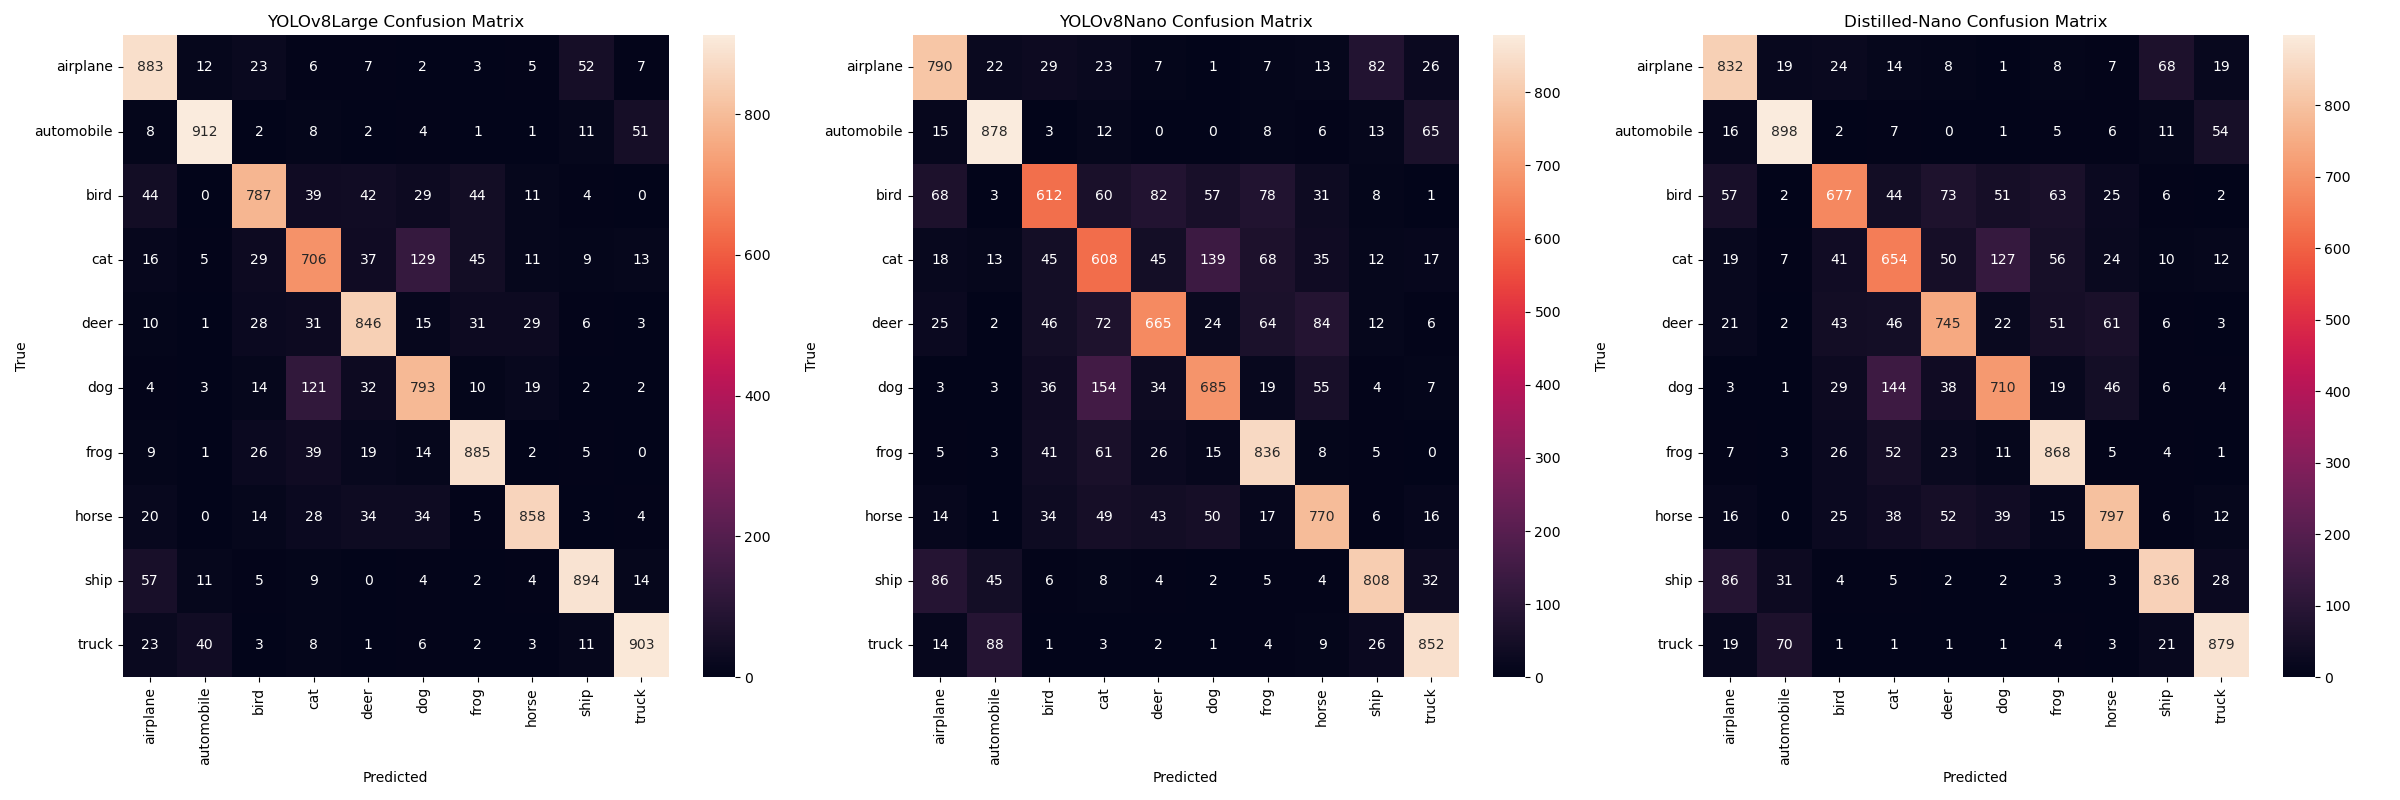 YOLOv8Large Confusion Matrix
airplane 883 12 23 6 7 2 3 5 52 7
automobile 8 912 2 8 2 4 1 1 11 51
bird 44 0 787 39 42 29 44 11 4 0
cat 16 5 29 706 37 129 45 11 9 13
deer 10 1 28 31 846 15 31 29 6 3
dog 4 3 14 121 32 793 10 19 2 2
frog 9 1 26 39 19 14 885 2 5 0
horse 20 0 14 28 34 34 5 858 3 4
ship 57 11 5 9 0 4 2 4 894 14
truck 23 40 3 8 1 6 2 3 11 903
True
airplane automobile bird cat deer dog frog horse ship truck
Predicted
800
600
400
200
0
YOLOv8Nano Confusion Matrix
airplane 790 22 29 23 7 1 7 13 82 26
automobile 15 878 3 12 0 0 8 6 13 65
bird 68 3 612 60 82 57 78 31 8 1
cat 18 13 45 608 45 139 68 35 12 17
deer 25 2 46 72 665 24 64 84 12 6
dog 3 3 36 154 34 685 19 55 4 7
frog 5 3 41 61 26 15 836 8 5 0
horse 14 1 34 49 43 50 17 770 6 16
ship 86 45 6 8 4 2 5 4 808 32
truck 14 88 1 3 2 1 4 9 26 852
True
airplane automobile bird cat deer dog frog horse ship truck
Predicted
800
700
600
500
400
300
200
100
0
Distilled-Nano Confusion Matrix
airplane 832 19 24 14 8 1 8 7 68 19
automobile 16 898 2 7 0 1 5 6 11 54
bird 57 2 677 44 73 51 63 25 6 2
cat 19 7 41 654 50 127 56 24 10 12
deer 21 2 43 46 745 22 51 61 6 3
dog 3 1 29 144 38 710 19 46 6 4
frog 7 3 26 52 23 11 868 5 4 1
horse 16 0 25 38 52 39 15 797 6 12
ship 86 31 4 5 2 2 3 3 836 28
truck 19 70 1 1 1 1 4 3 21 879
True
airplane automobile bird cat deer dog frog horse ship truck
Predicted
800
700
600
500
400
300
200
100
0